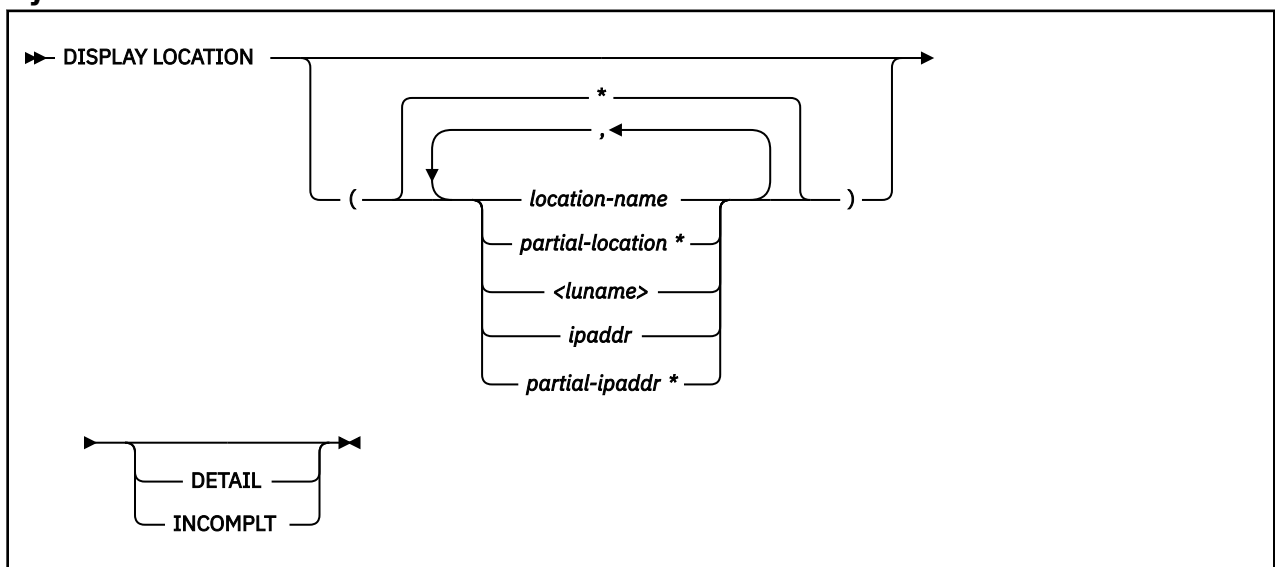 DISPLAY LOCATION
*
,
( location-name )
partial-location *
<luname>
ipaddr
partial-ipaddr *
DETAIL
INCOMPLT